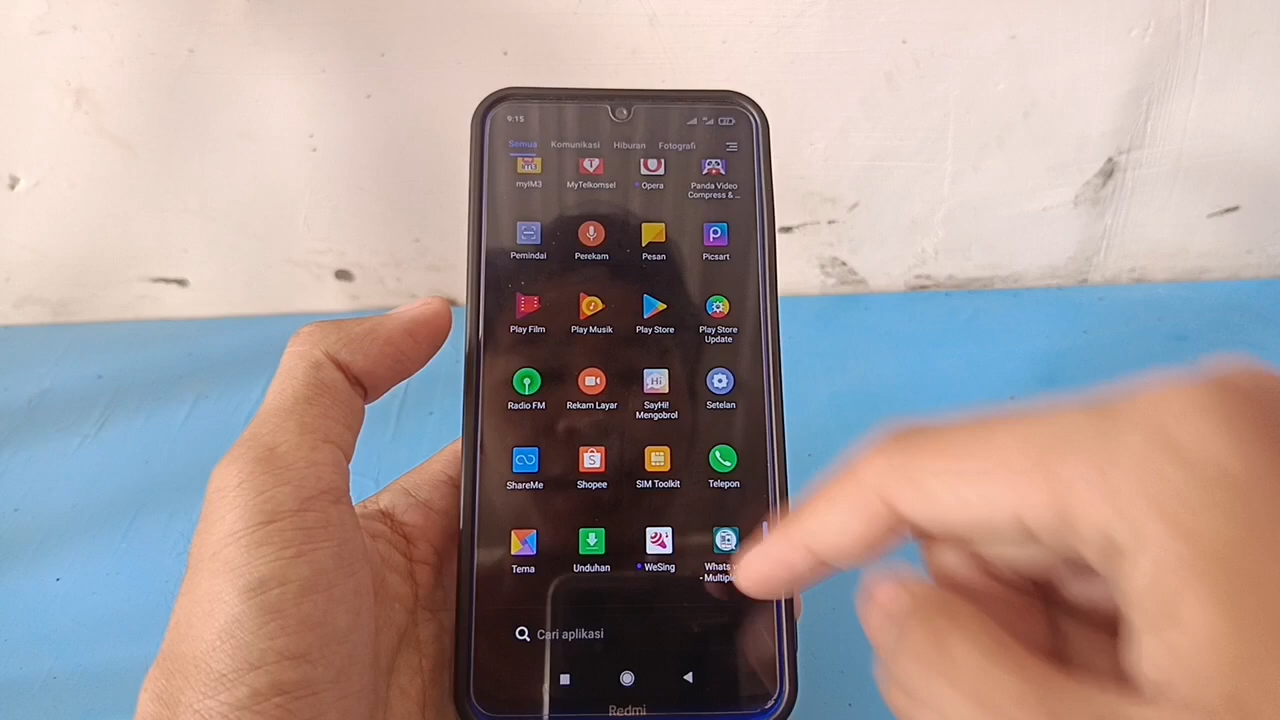 9:15
Semua Komunikasi Hiburan Fotografi
myIM3 MyTelkomsel Opera Panda Video
Compress & ...
Pemindai Perekam Pesan Picsart
Play Film Play Musik Play Store Play Store
Update
Radio FM Rekam Layar SayHi! Setelan
Mengobrol
ShareMe Shopee SIM Toolkit Telepon
Tema Unduhan WeSing Whats
- Multiple
Cari aplikasi
Redmi